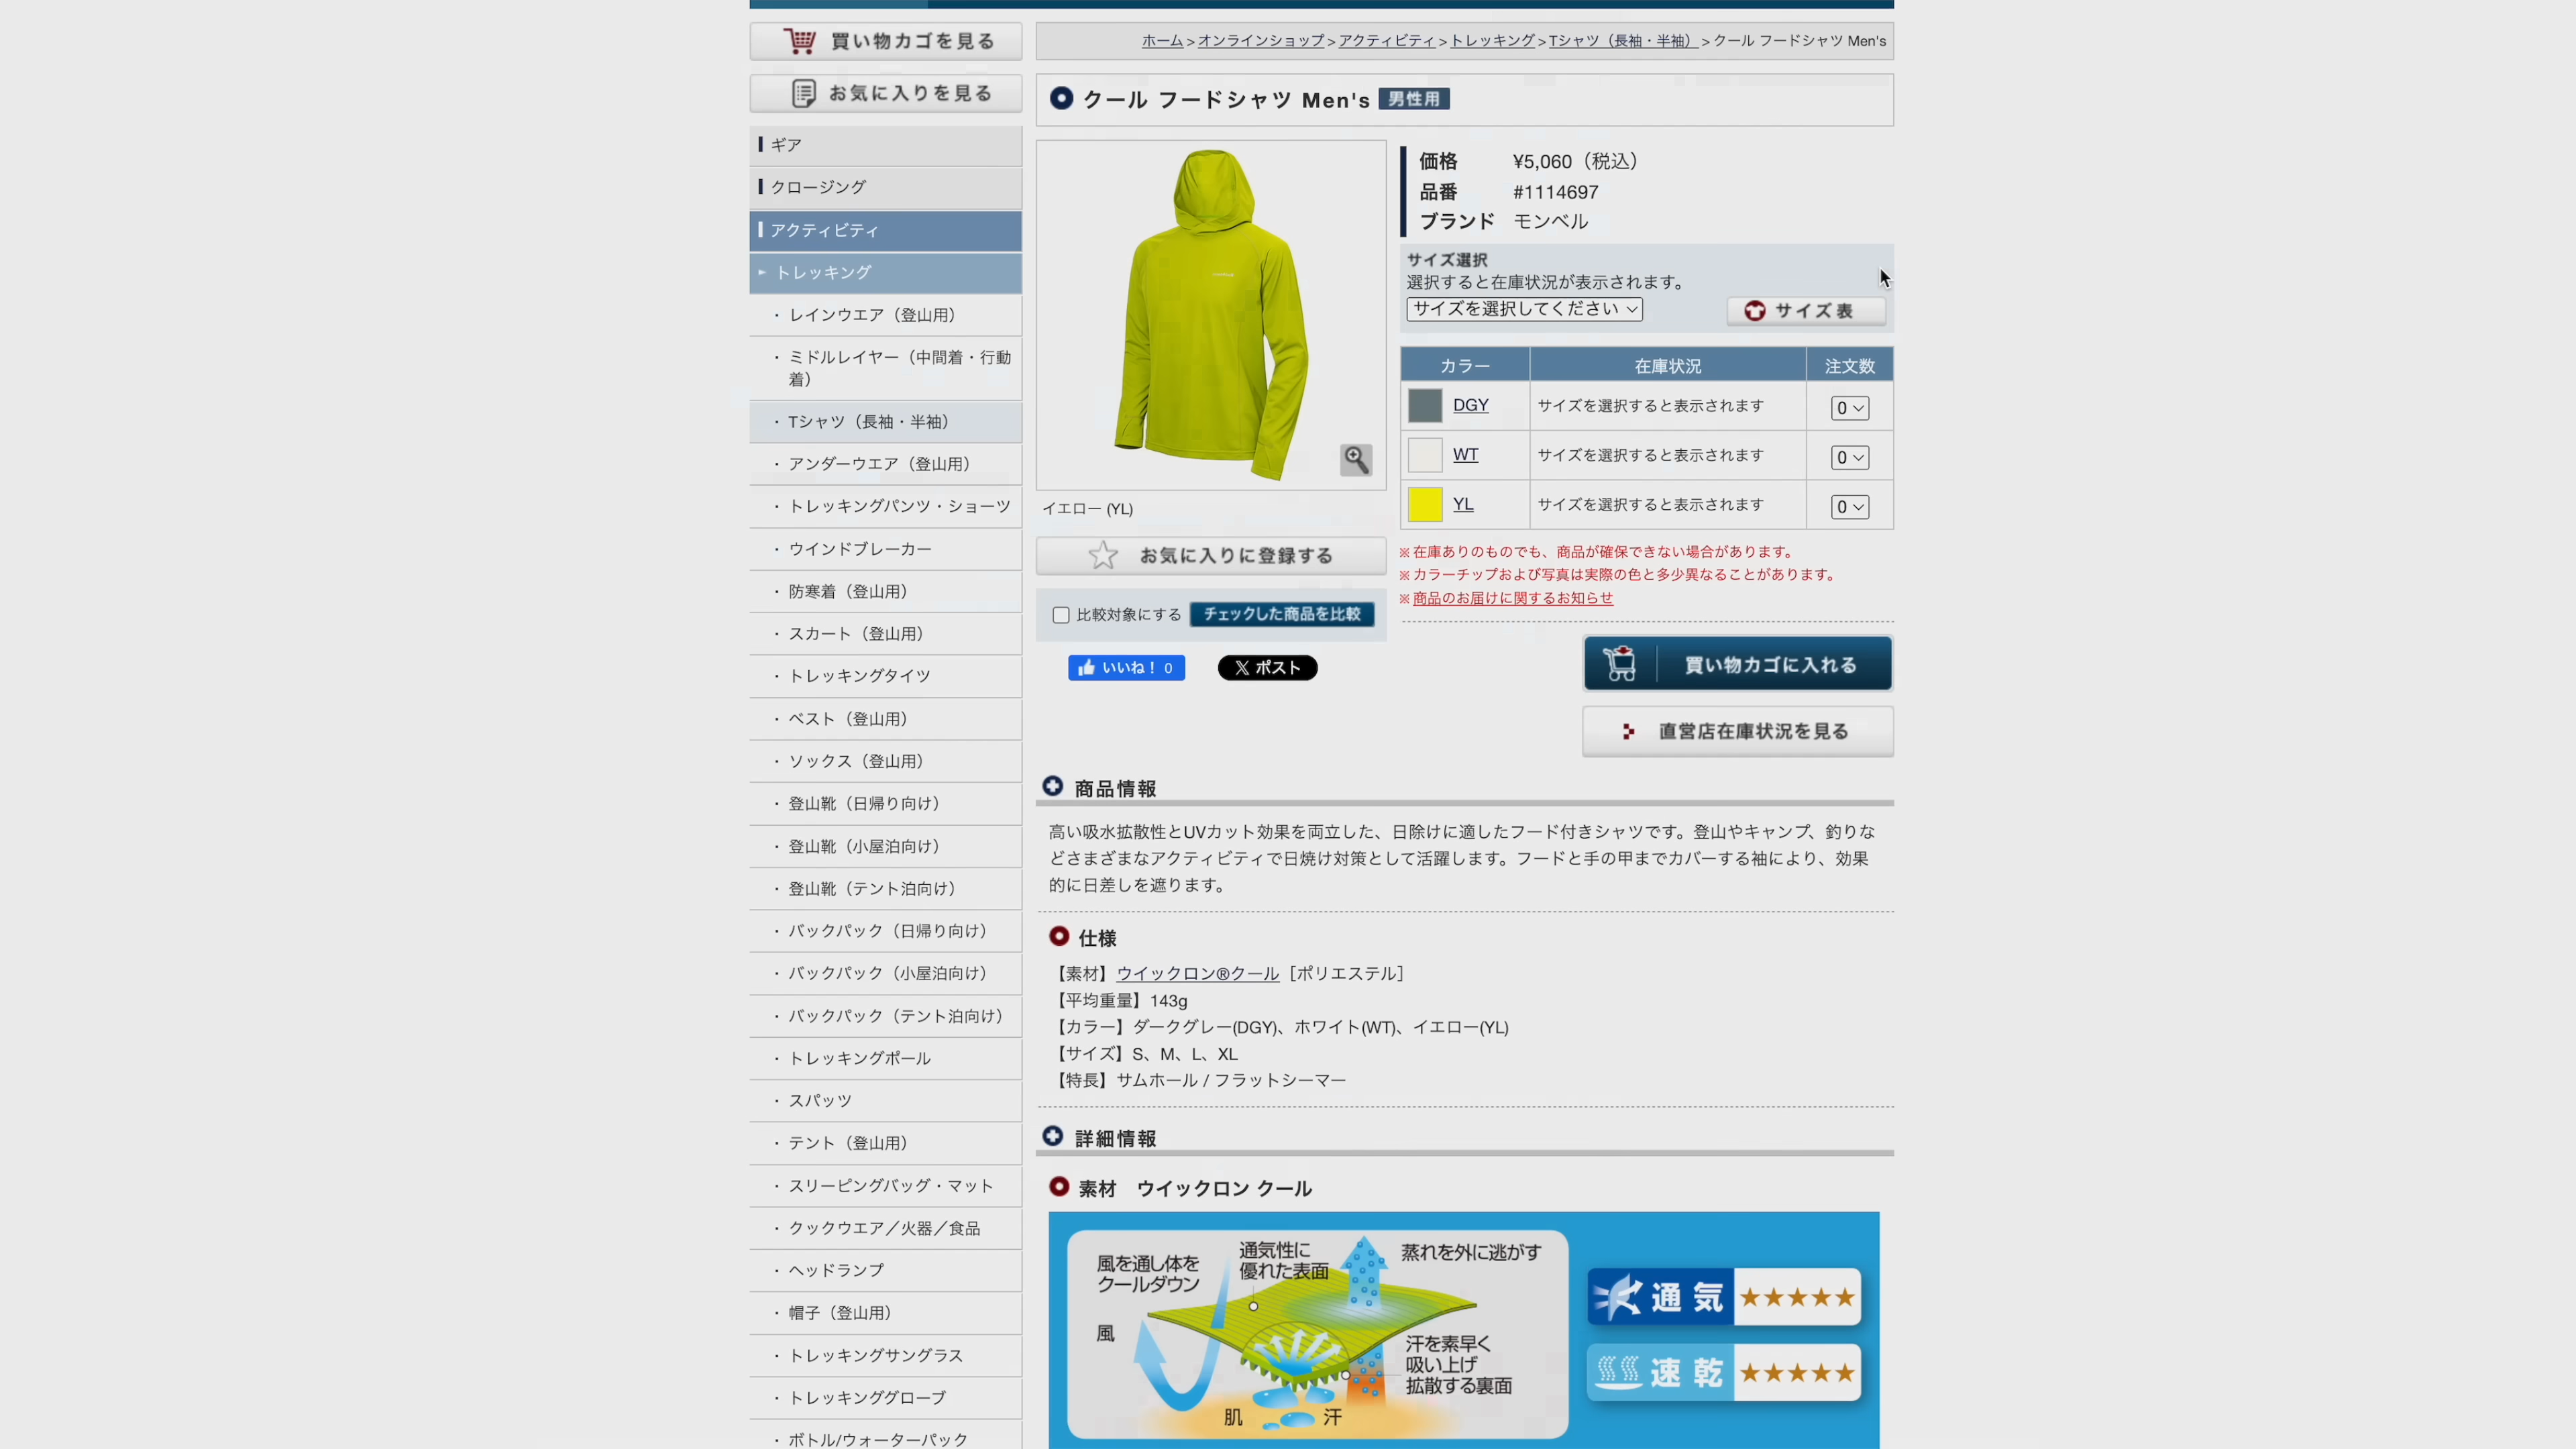 買い物カゴを見る
お気に入りを見る
ギア
クロージング
アクティビティ
トレッキング
・レインウエア（登山用）
・ミドルレイヤー（中間着・行動
着）
・Tシャツ（長袖・半袖）
・アンダーウエア（登山用）
・トレッキングパンツ・ショーツ
・ウインドブレーカー
・防寒着（登山用）
・スカート（登山用）
・トレッキングタイツ
・ベスト（登山用）
・ソックス（登山用）
・登山靴（日帰り向け）
・登山靴（小屋泊向け）
・登山靴（テント泊向け）
・バックパック（日帰り向け）
・バックパック（小屋泊向け）
・バックパック（テント泊向け）
・トレッキングポール
・スパッツ
・テント（登山用）
・スリーピングバッグ・マット
・クックウエア／火器／食品
・ヘッドランプ
・帽子（登山用）
・トレッキングサングラス
・トレッキンググローブ
・ボトル/ウォーターパック
ホーム > オンラインショップ > アクティビティ > トレッキング > Tシャツ（長袖・半袖） > クール フードシャツ Men's
クール フードシャツ Men's 男性用
イエロー (YL)
お気に入りに登録する
比較対象にする チェックした商品を比較
いいね！ 0 ポスト
価格 ¥5,060（税込）
品番 #1114697
ブランド モンベル
サイズ選択
選択すると在庫状況が表示されます。
サイズを選択してください サイズ表
カラー 在庫状況 注文数
DGY サイズを選択すると表示されます 0
WT サイズを選択すると表示されます 0
YL サイズを選択すると表示されます 0
※在庫ありのものでも、商品が確保できない場合があります。
※カラーチップおよび写真は実際の色と多少異なることがあります。
※商品のお届けに関するお知らせ
買い物カゴに入れる
直営店在庫状況を見る
商品情報
高い吸水拡散性とUVカット効果を両立した、日除けに適したフード付きシャツです。登山やキャンプ、釣りな
どさまざまなアクティビティで日焼け対策として活躍します。フードと手の甲までカバーする袖により、効果
的に日差しを遮ります。
仕様
【素材】ウイックロン®クール［ポリエステル］
【平均重量】143g
【カラー】ダークグレー(DGY)、ホワイト(WT)、イエロー(YL)
【サイズ】S、M、L、XL
【特長】サムホール / フラットシーマー
詳細情報
素材 ウイックロン クール
風を通し体を
クールダウン
通気性に
優れた表面
蒸れを外に逃がす
風
汗を素早く
吸い上げ
拡散する裏面
肌 汗
通気 ★★★★★
速乾 ★★★★★